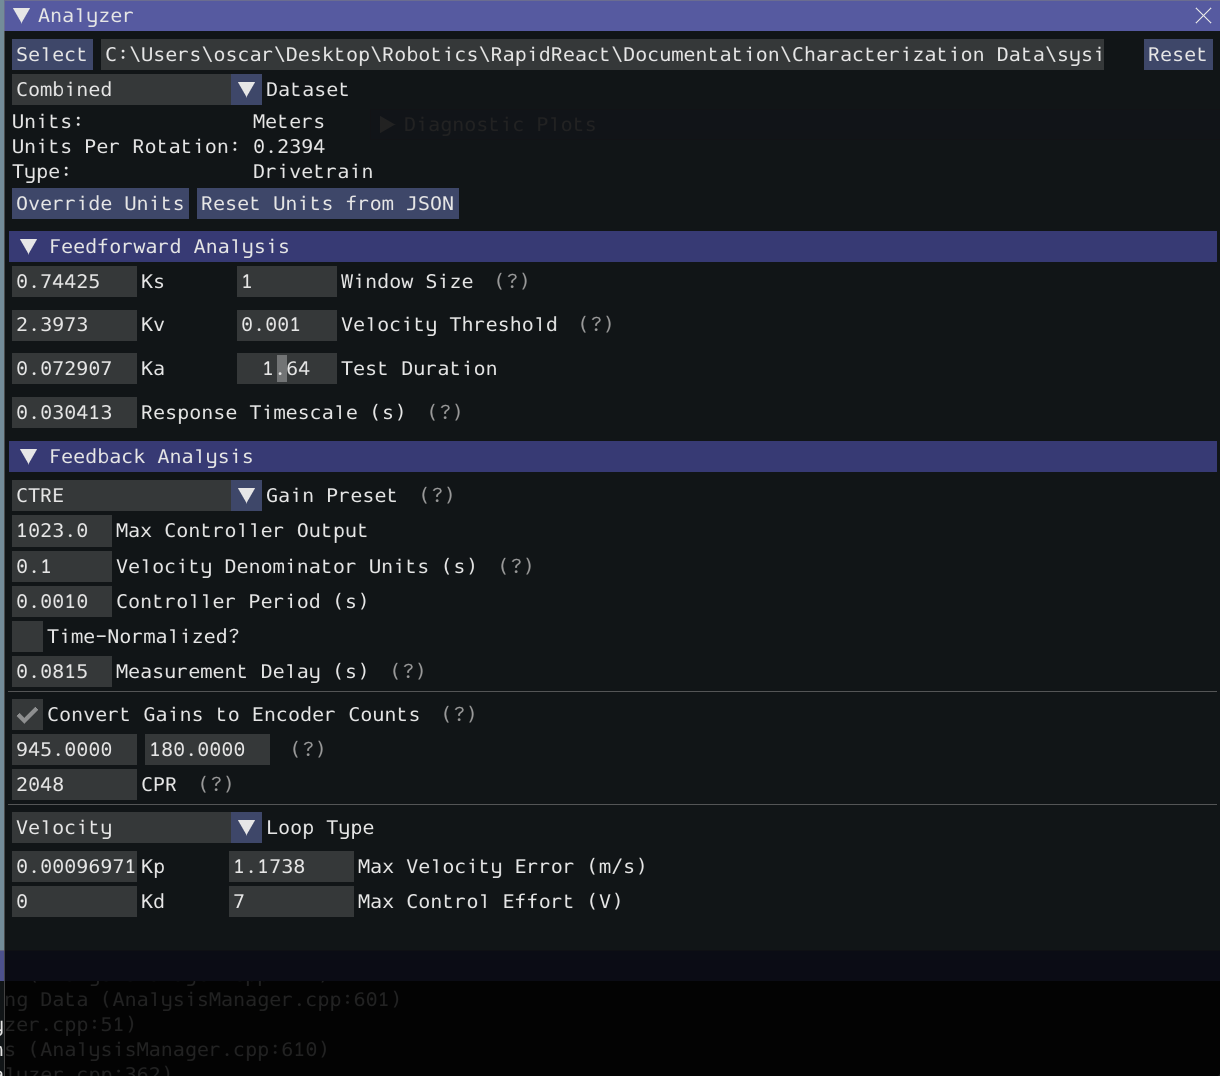 Analyzer
Select C:\Users\oscar\Desktop\Robotics\RapidReact\Documentation\Characterization Data\sysi Reset
Combined Dataset
Units: Meters Diagnostic Plots
Units Per Rotation: 0.2394
Type: Drivetrain
Override Units Reset Units from JSON
Feedforward Analysis
0.74425 Ks 1 Window Size (?)
2.3973 Kv 0.001 Velocity Threshold (?)
0.072907 Ka 1.64 Test Duration
0.030413 Response Timescale (s) (?)
Feedback Analysis
CTRE Gain Preset (?)
1023.0 Max Controller Output
0.1 Velocity Denominator Units (s) (?)
0.0010 Controller Period (s)
Time-Normalized?
0.0815 Measurement Delay (s) (?)
Convert Gains to Encoder Counts (?)
945.0000 180.0000 (?)
2048 CPR (?)
Velocity Loop Type
0.00096971 Kp 1.1738 Max Velocity Error (m/s)
0 Kd 7 Max Control Effort (V)
ng Data (AnalysisManager.cpp:601)
yzer.cpp:51)
ns (AnalysisManager.cpp:610)
alyzer.cpp:362)